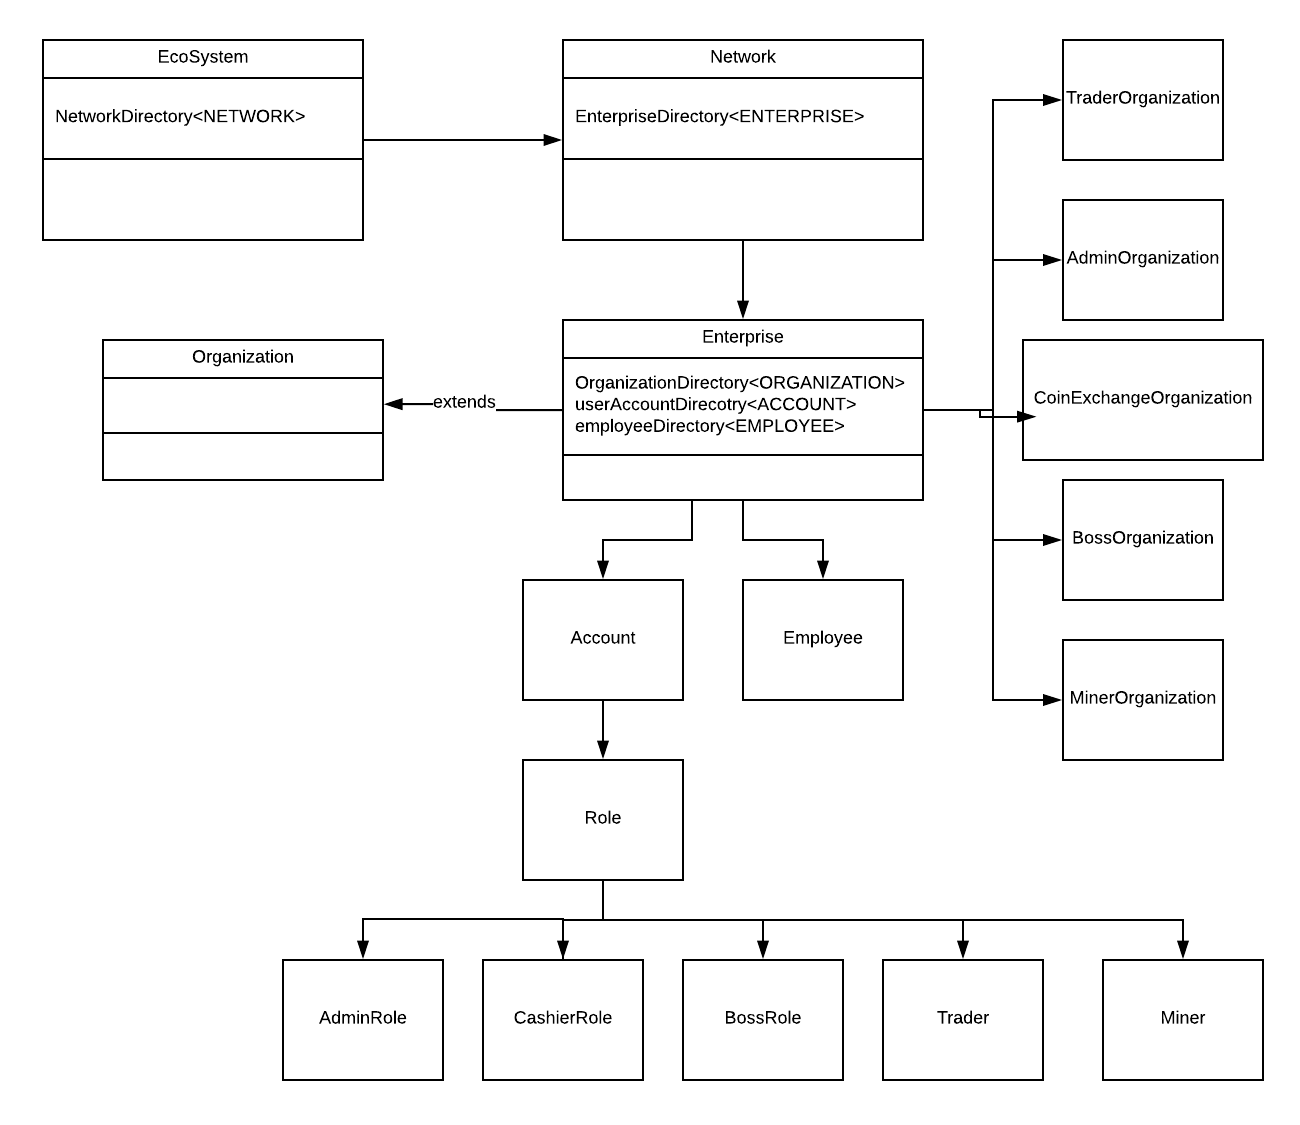 EcoSystem
NetworkDirectory<NETWORK>
Network
EnterpriseDirectory<ENTERPRISE>
TraderOrganization
AdminOrganization
Organization
extends
Enterprise
OrganizationDirectory<ORGANIZATION>
userAccountDirecotry<ACCOUNT>
employeeDirectory<EMPLOYEE>
CoinExchangeOrganization
BossOrganization
Account
Employee
MinerOrganization
Role
AdminRole
CashierRole
BossRole
Trader
Miner